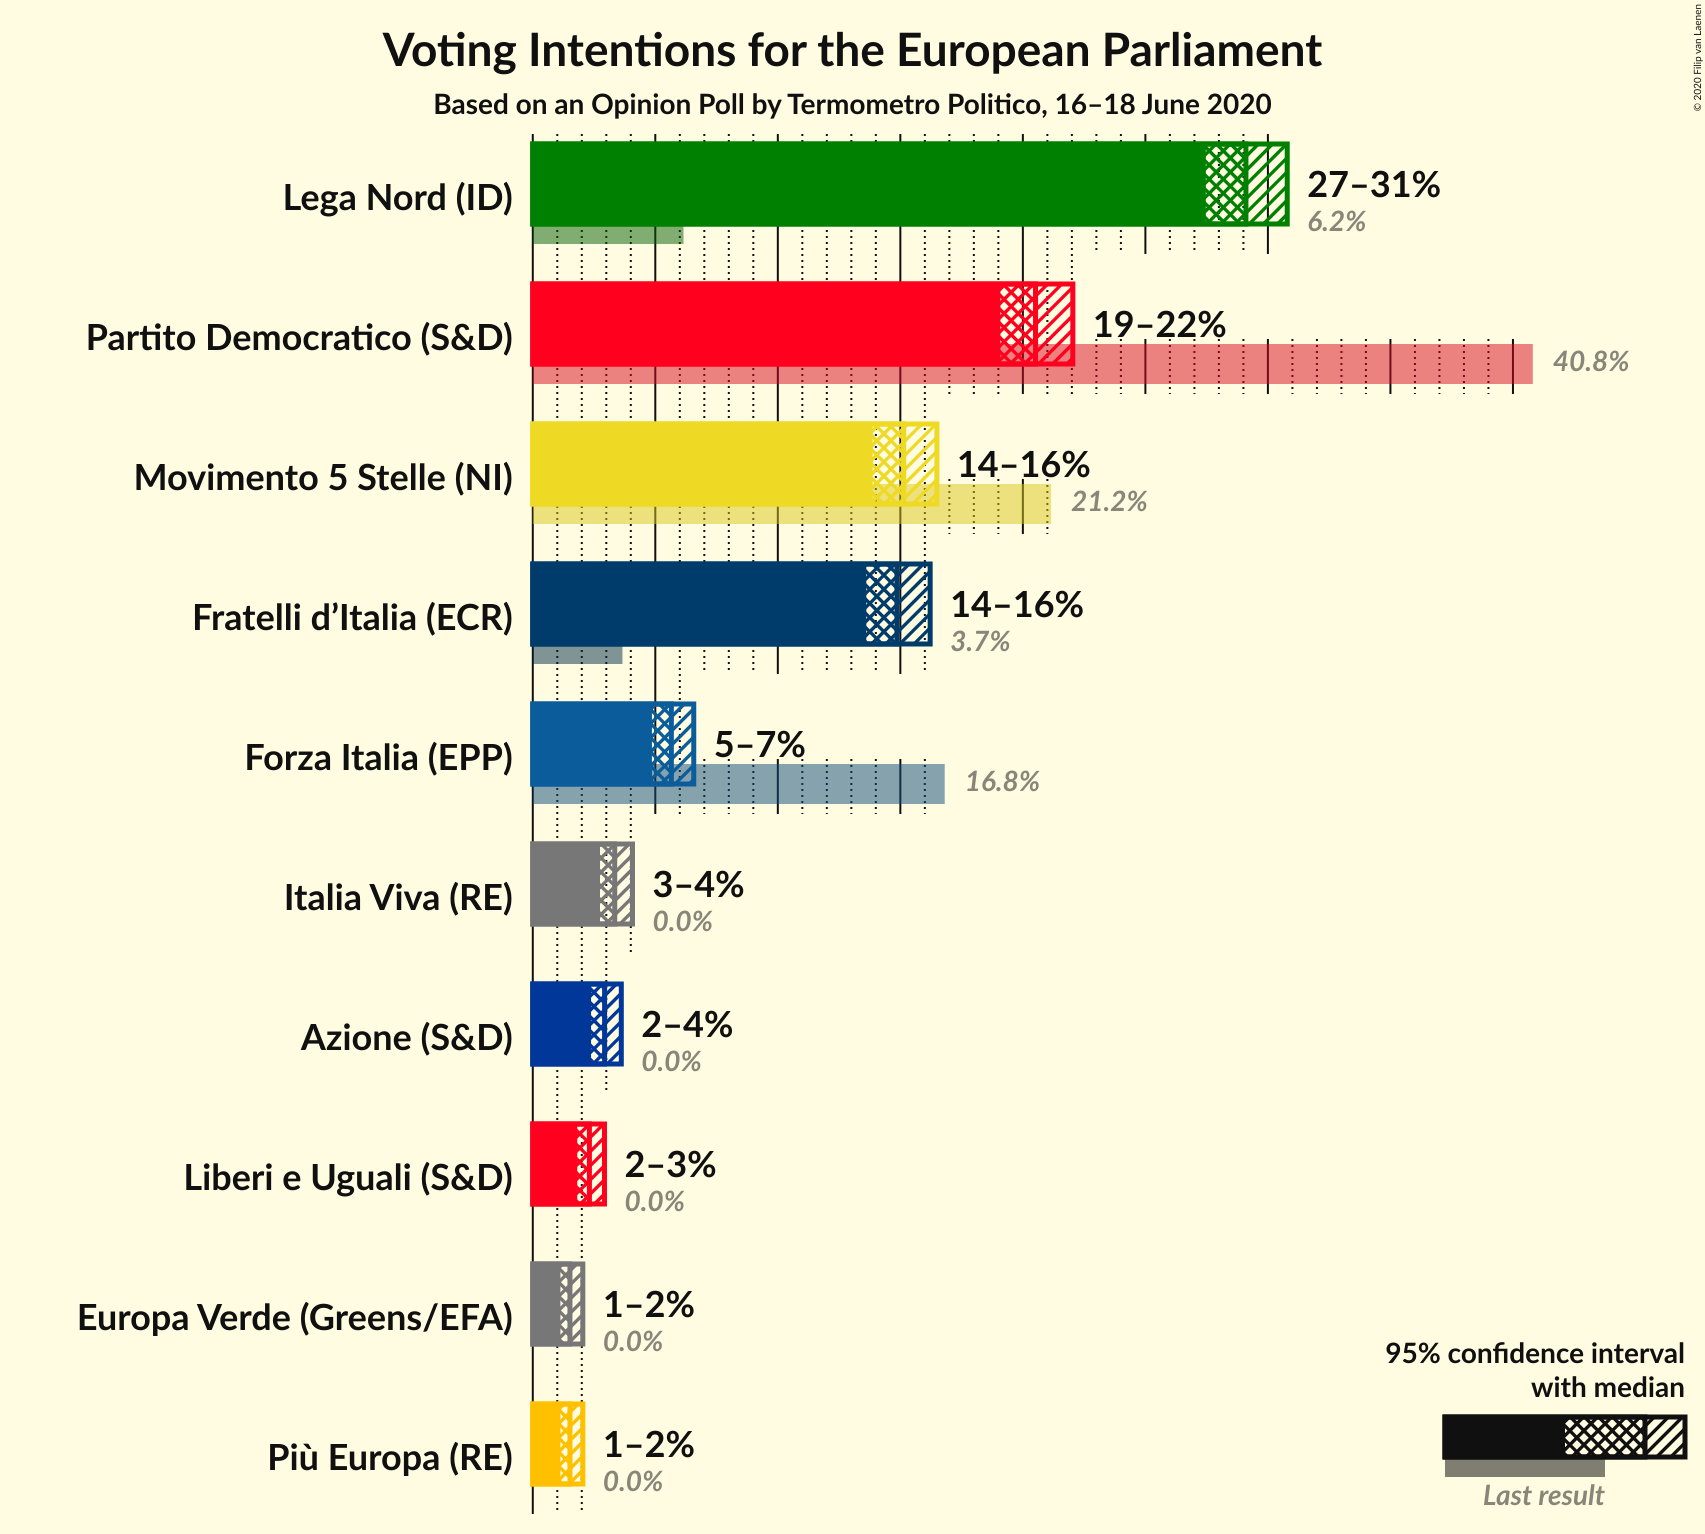 Voting Intentions for the European Parliament
Based on an Opinion Poll by Termometro Politico, 16–18 June 2020
© 2020 Filip van Laenen
Lega Nord (ID)
27–31%
6.2%
Partito Democratico (S&D)
19–22%
40.8%
Movimento 5 Stelle (NI)
14–16%
21.2%
Fratelli d’Italia (ECR)
14–16%
3.7%
Forza Italia (EPP)
5–7%
16.8%
Italia Viva (RE)
3–4%
0.0%
Azione (S&D)
2–4%
0.0%
Liberi e Uguali (S&D)
2–3%
0.0%
Europa Verde (Greens/EFA)
1–2%
0.0%
Più Europa (RE)
1–2%
0.0%
95% confidence interval
with median
Last result